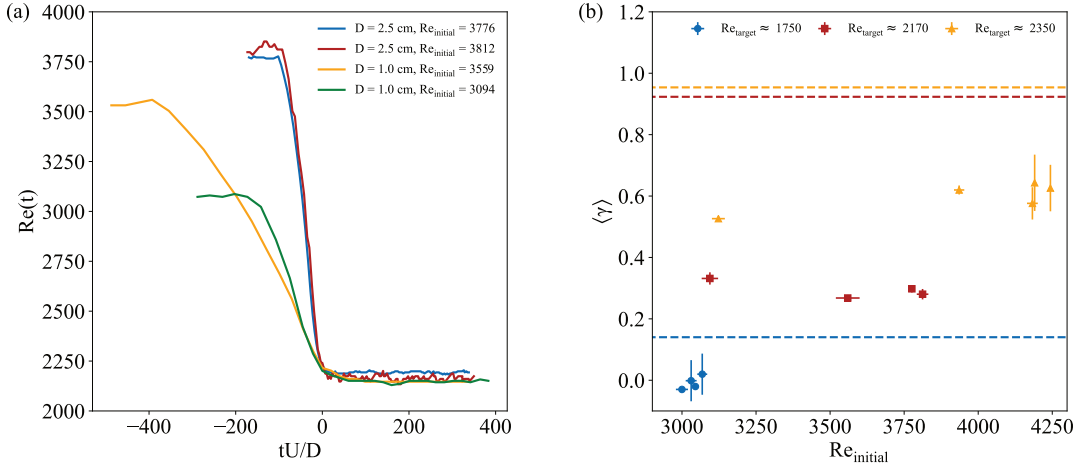 (a)
D = 2.5 cm, Re_initial = 3776
D = 2.5 cm, Re_initial = 3812
D = 1.0 cm, Re_initial = 3559
D = 1.0 cm, Re_initial = 3094
4000
3750
3500
3250
3000
2750
2500
2250
2000
Re(t)
−400
−200
0
200
400
tU/D
(b)
Re_target ≈ 1750
Re_target ≈ 2170
Re_target ≈ 2350
1.2
1.0
0.8
0.6
0.4
0.2
0.0
⟨γ⟩
3000
3250
3500
3750
4000
4250
Re_initial